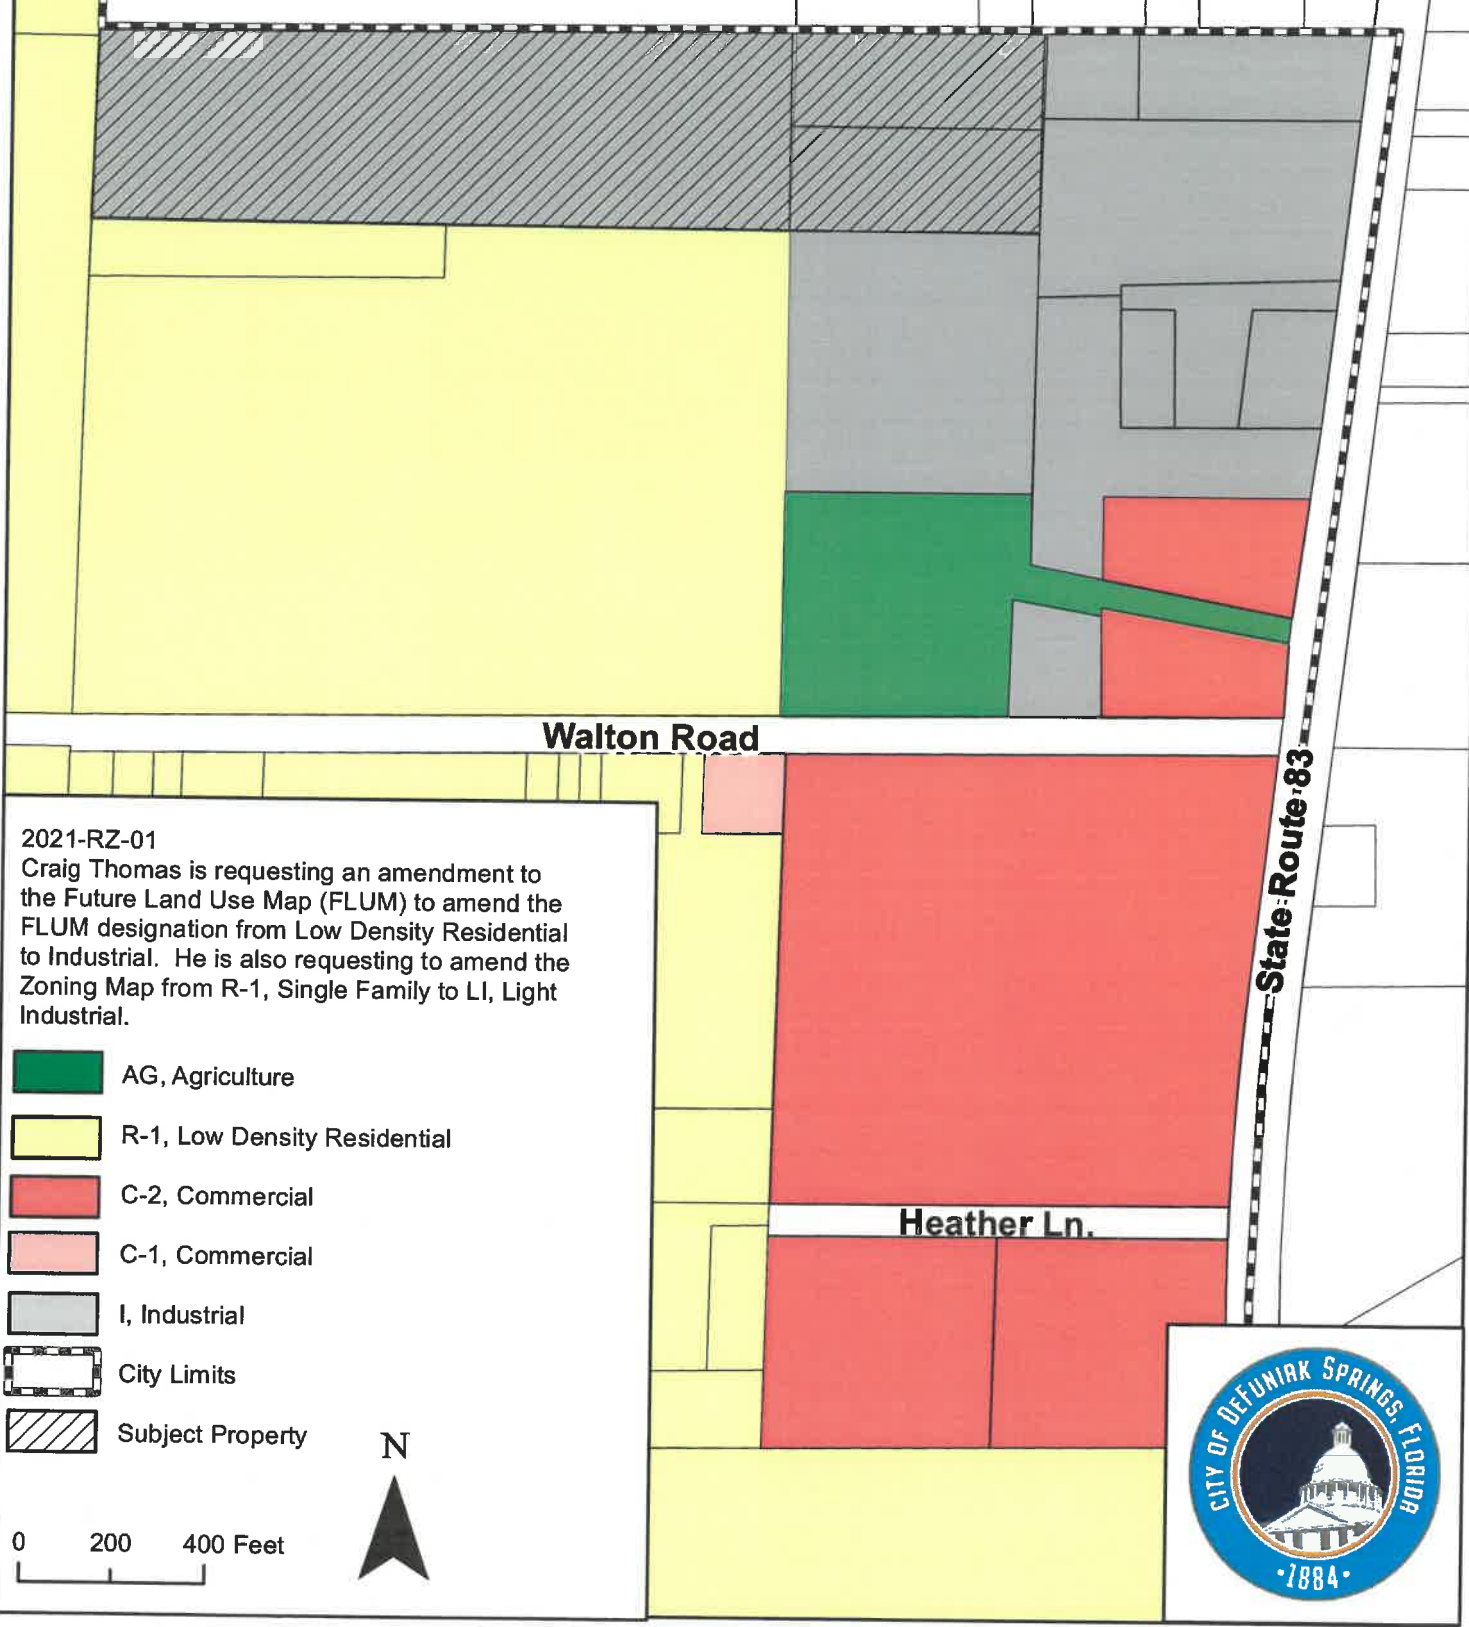 Walton Road
State Route 83
2021-RZ-01
Craig Thomas is requesting an amendment to
the Future Land Use Map (FLUM) to amend the
FLUM designation from Low Density Residential
to Industrial.  He is also requesting to amend the
Zoning Map from R-1, Single Family to LI, Light
Industrial.
AG, Agriculture
R-1, Low Density Residential
C-2, Commercial
C-1, Commercial
I, Industrial
City Limits
Subject Property
Heather Ln.
N
0 200 400 Feet
CITY OF DEFUNIAK SPRINGS, FLORIDA
·1884·